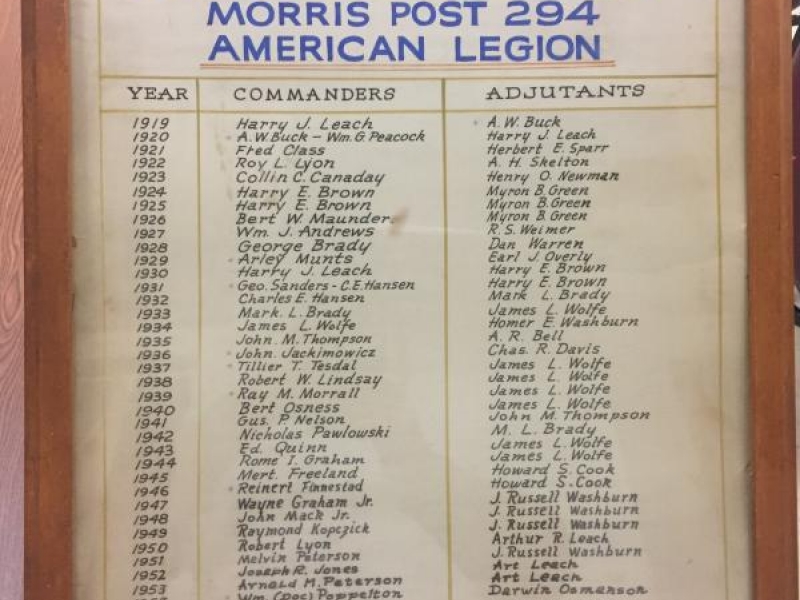 MORRIS POST 294
AMERICAN LEGION
YEAR COMMANDERS ADJUTANTS
1919 Harry J. Leach A. W. Buck
1920 A. W. Buck - Wm. G. Peacock Harry J. Leach
1921 Fred Class Herbert E. Sparr
1922 Roy L. Lyon A. H. Skelton
1923 Collin C. Canaday Henry O. Newman
1924 Harry E. Brown Myron B. Green
1925 Harry E. Brown Myron B. Green
1926 Bert W. Maunder. Myron B. Green
1927 Wm. J. Andrews R. S. Weimer
1928 George Brady Dan Warren
1929 Arley Munts Earl J. Overly
1930 Harry J. Leach Harry E. Brown
1931 Geo. Sanders - C. E. Hansen Harry E. Brown
1932 Charles E. Hansen Mark L. Brady
1933 Mark. L. Brady James L. Wolfe
1934 James L. Wolfe Homer E. Washburn
1935 John M. Thompson A. R. Bell
1936 John Jackimowicz Chas. R. Davis
1937 Tillier T. Tesdal James L. Wolfe
1938 Robert W. Lindsay James L. Wolfe
1939 Ray M. Morrall James L. Wolfe
1940 Bert Osness James L. Wolfe
1941 Gus. P. Nelson John M. Thompson
1942 Nicholas Pawlowski M. L. Brady
1943 Ed. Quinn James L. Wolfe
1944 Rome I. Graham James L. Wolfe
1945 Mert. Freeland Howard S. Cook
1946 Reinert Finnestad Howard S. Cook
1947 Wayne Graham Jr. J. Russell Washburn
1948 John Mack Jr. J. Russell Washburn
1949 Raymond Kopczick J. Russell Washburn
1950 Robert Lyon Arthur R. Leach
1951 Melvin Peterson J. Russell Washburn
1952 Joseph R. Jones Art Leach
1953 Arnold M. Peterson Art Leach
Wm. (Doc) Poppelton Darwin Osmanson